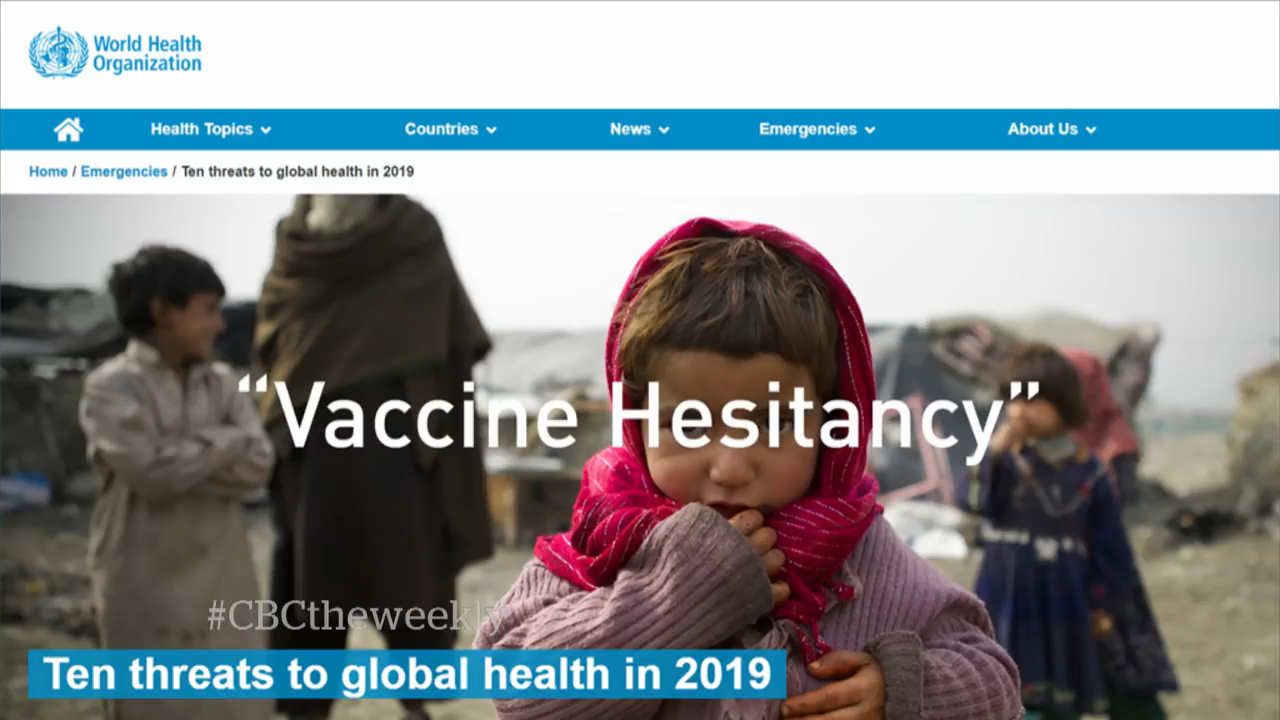 World Health
Organization
Health Topics
Countries
News
Emergencies
About Us
Home / Emergencies / Ten threats to global health in 2019
“Vaccine Hesitancy”
#CBCtheweekly
Ten threats to global health in 2019